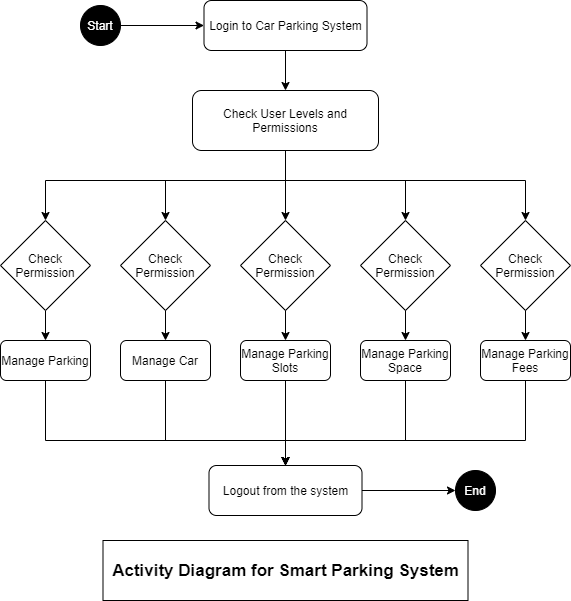 Start
Login to Car Parking System
Check User Levels and
Permissions
Check
Permission
Check
Permission
Check
Permission
Check
Permission
Check
Permission
Manage Parking
Manage Car
Manage Parking
Slots
Manage Parking
Space
Manage Parking
Fees
Logout from the system
End
Activity Diagram for Smart Parking System